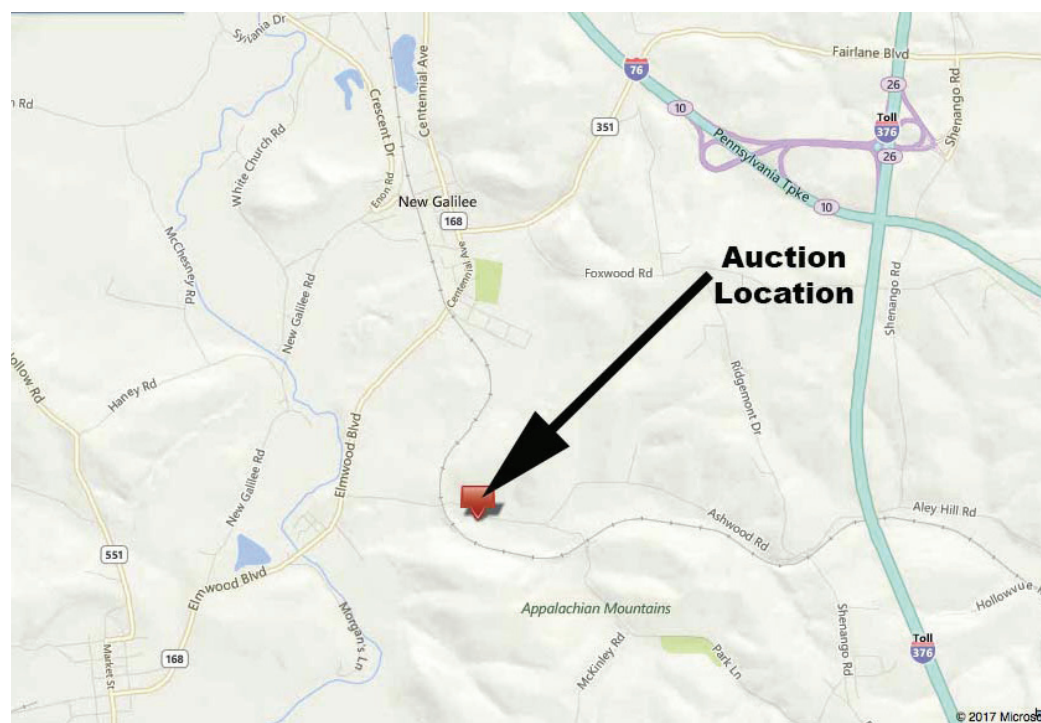 Sylvania Dr
Fairlane Blvd
76
26
Shenango Rd
Rd
Centennial Ave
Crescent Dr
10
351
Toll
376
26
White Church Rd
Pennsylvania Tpke
Enon Rd
New Galilee
168
10
McChesney Rd
Centennial Ave
Foxwood Rd
Auction
Location
Shenango Rd
New Galilee Rd
Haney Rd
Ridgemont Dr
Elmwood Blvd
New Galilee Rd
Ashwood Rd
Aley Hill Rd
551
Elmwood Blvd
Appalachian Mountains
Hollowvue
Morgan's Ln
Shenango Rd
McKinley Rd
Park Ln
Toll
376
Market St
168
© 2017 Micros